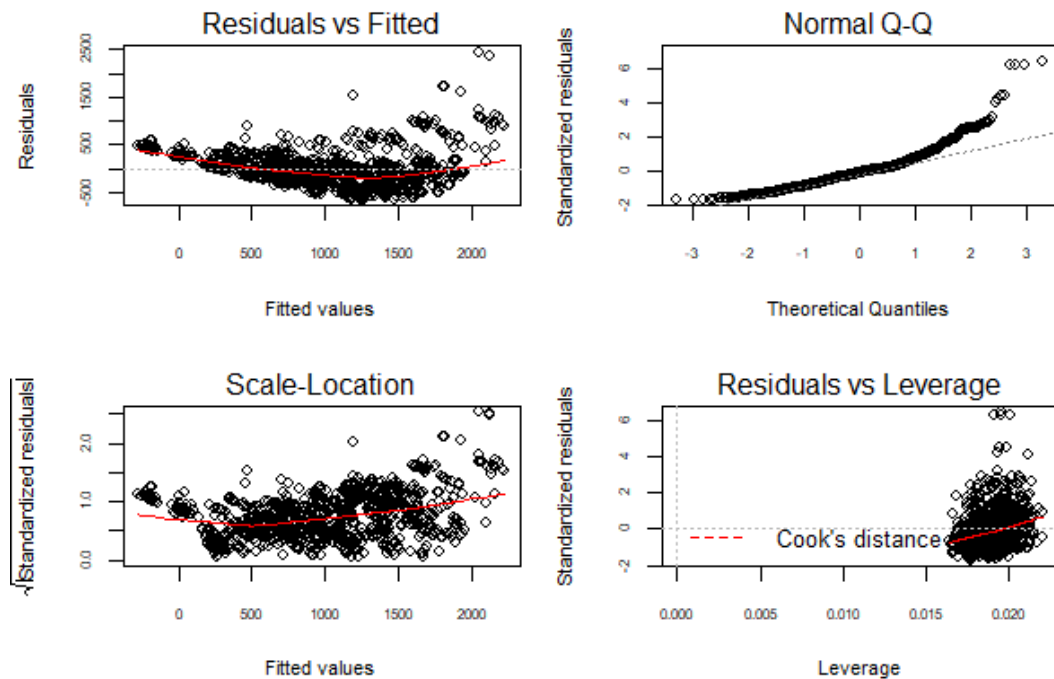 Residuals vs Fitted
Residuals
2500
1500
500
-500
0 500 1000 1500 2000
Fitted values
Normal Q-Q
Standardized residuals
6
4
2
0
-2
-3 -2 -1 0 1 2 3
Theoretical Quantiles
Scale-Location
√|Standardized residuals|
2.0
1.0
0.0
0 500 1000 1500 2000
Fitted values
Residuals vs Leverage
Standardized residuals
6
4
2
0
-2
Cook's distance
0.000 0.005 0.010 0.015 0.020
Leverage